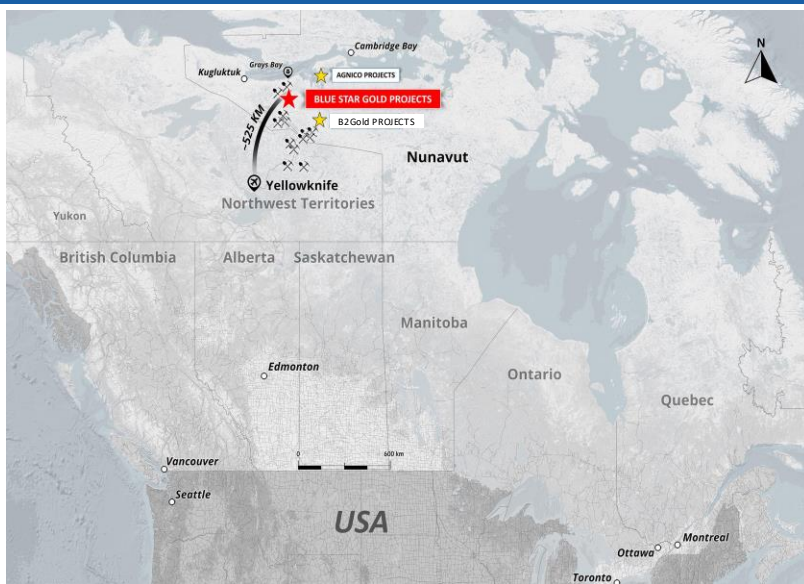 N
Cambridge Bay
Grays Bay
Kugluktuk
AGNICO PROJECTS
BLUE STAR GOLD PROJECTS
~525 KM
B2Gold PROJECTS
Nunavut
Yellowknife
Northwest Territories
Yukon
British Columbia
Alberta
Saskatchewan
Manitoba
Edmonton
Ontario
Quebec
0
600 km
Vancouver
Seattle
USA
Montreal
Ottawa
Toronto